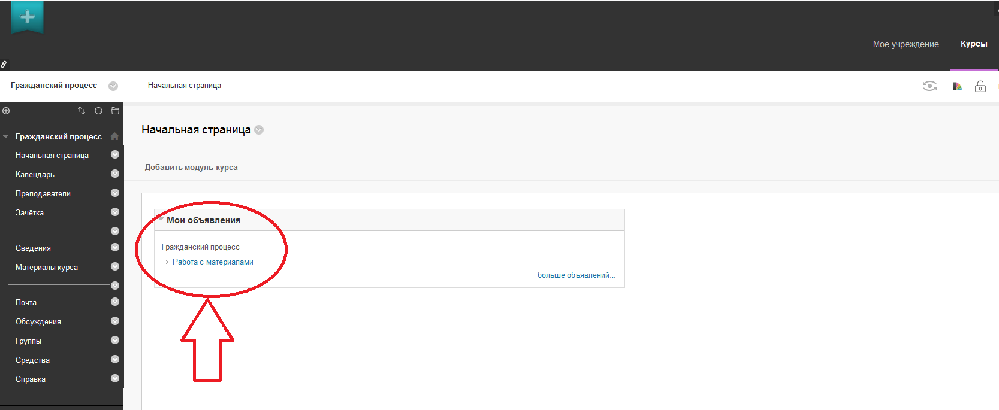 Мое учреждение
Курсы
Гражданский процесс
Начальная страница
Гражданский процесс
Начальная страница
Календарь
Преподаватели
Зачётка
Сведения
Материалы курса
Почта
Обсуждения
Группы
Средства
Справка
Начальная страница
Добавить модуль курса
Мои объявления
Гражданский процесс
Работа с материалами
больше объявлений...